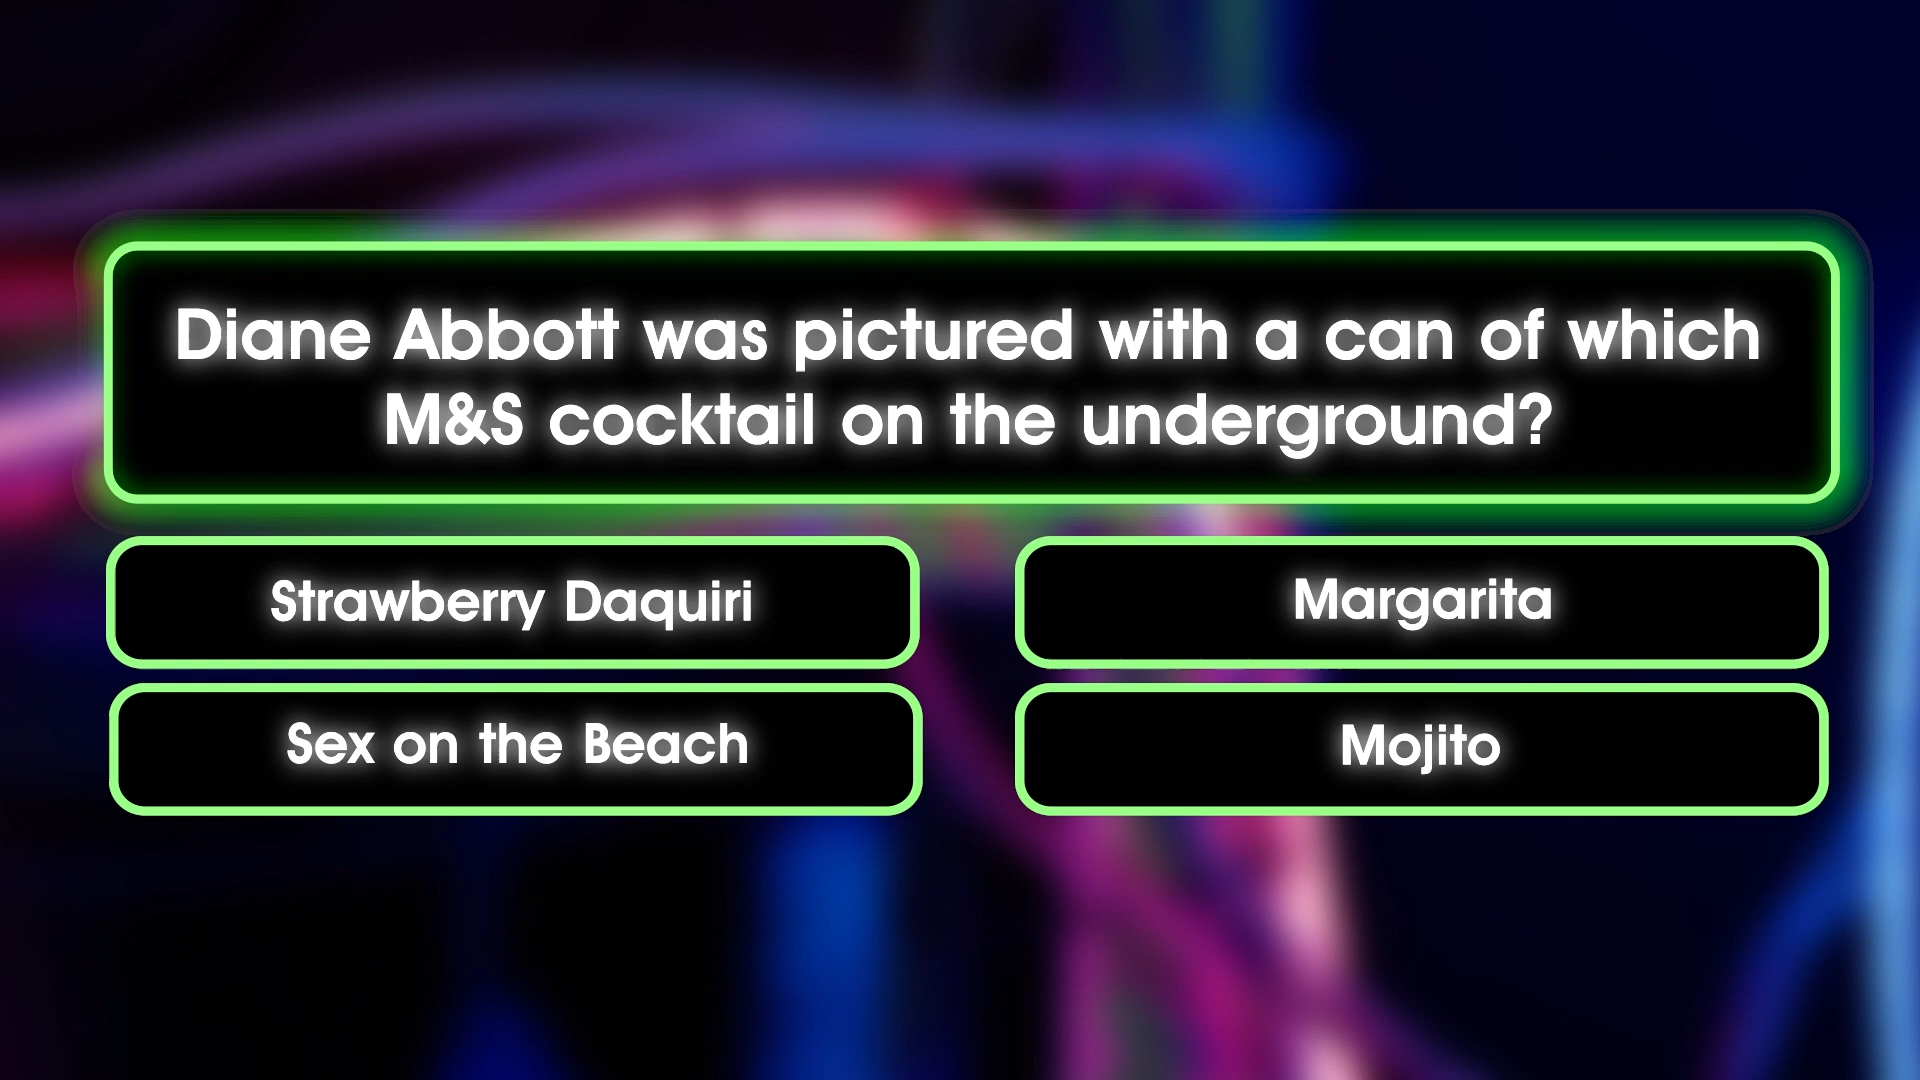 Diane Abbott was pictured with a can of which
M&S cocktail on the underground?
Strawberry Daquiri
Margarita
Sex on the Beach
Mojito